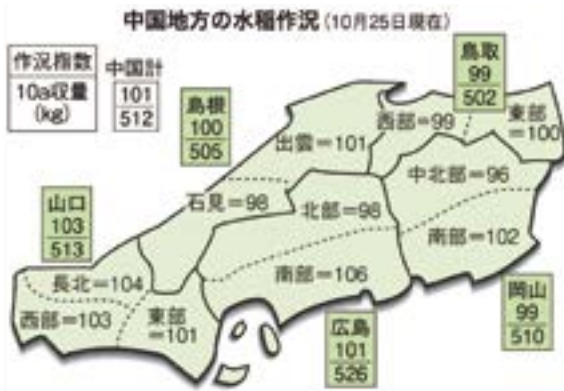 中国地方の水稲作況(10月25日現在)
作況指数
10a収量
(kg)
中国計
101
512
鳥取
99
502
島根
100
505
西部=99
東部
=100
出雲=101
中北部=96
石見=98
北部=98
山口
103
513
南部=102
南部=106
長北=104
西部=103
東部
=101
岡山
99
510
広島
101
526